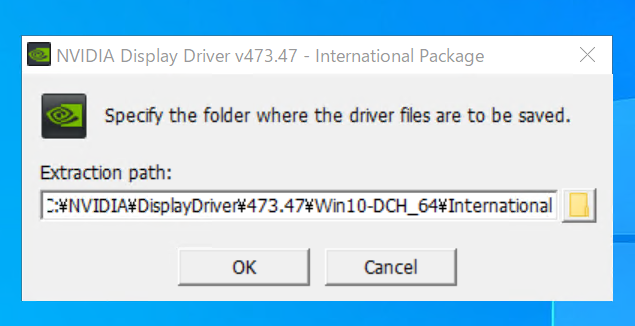 NVIDIA Display Driver v473.47 - International Package
Specify the folder where the driver files are to be saved.
Extraction path:
C:¥NVIDIA¥DisplayDriver¥473.47¥Win10-DCH_64¥International
OK
Cancel